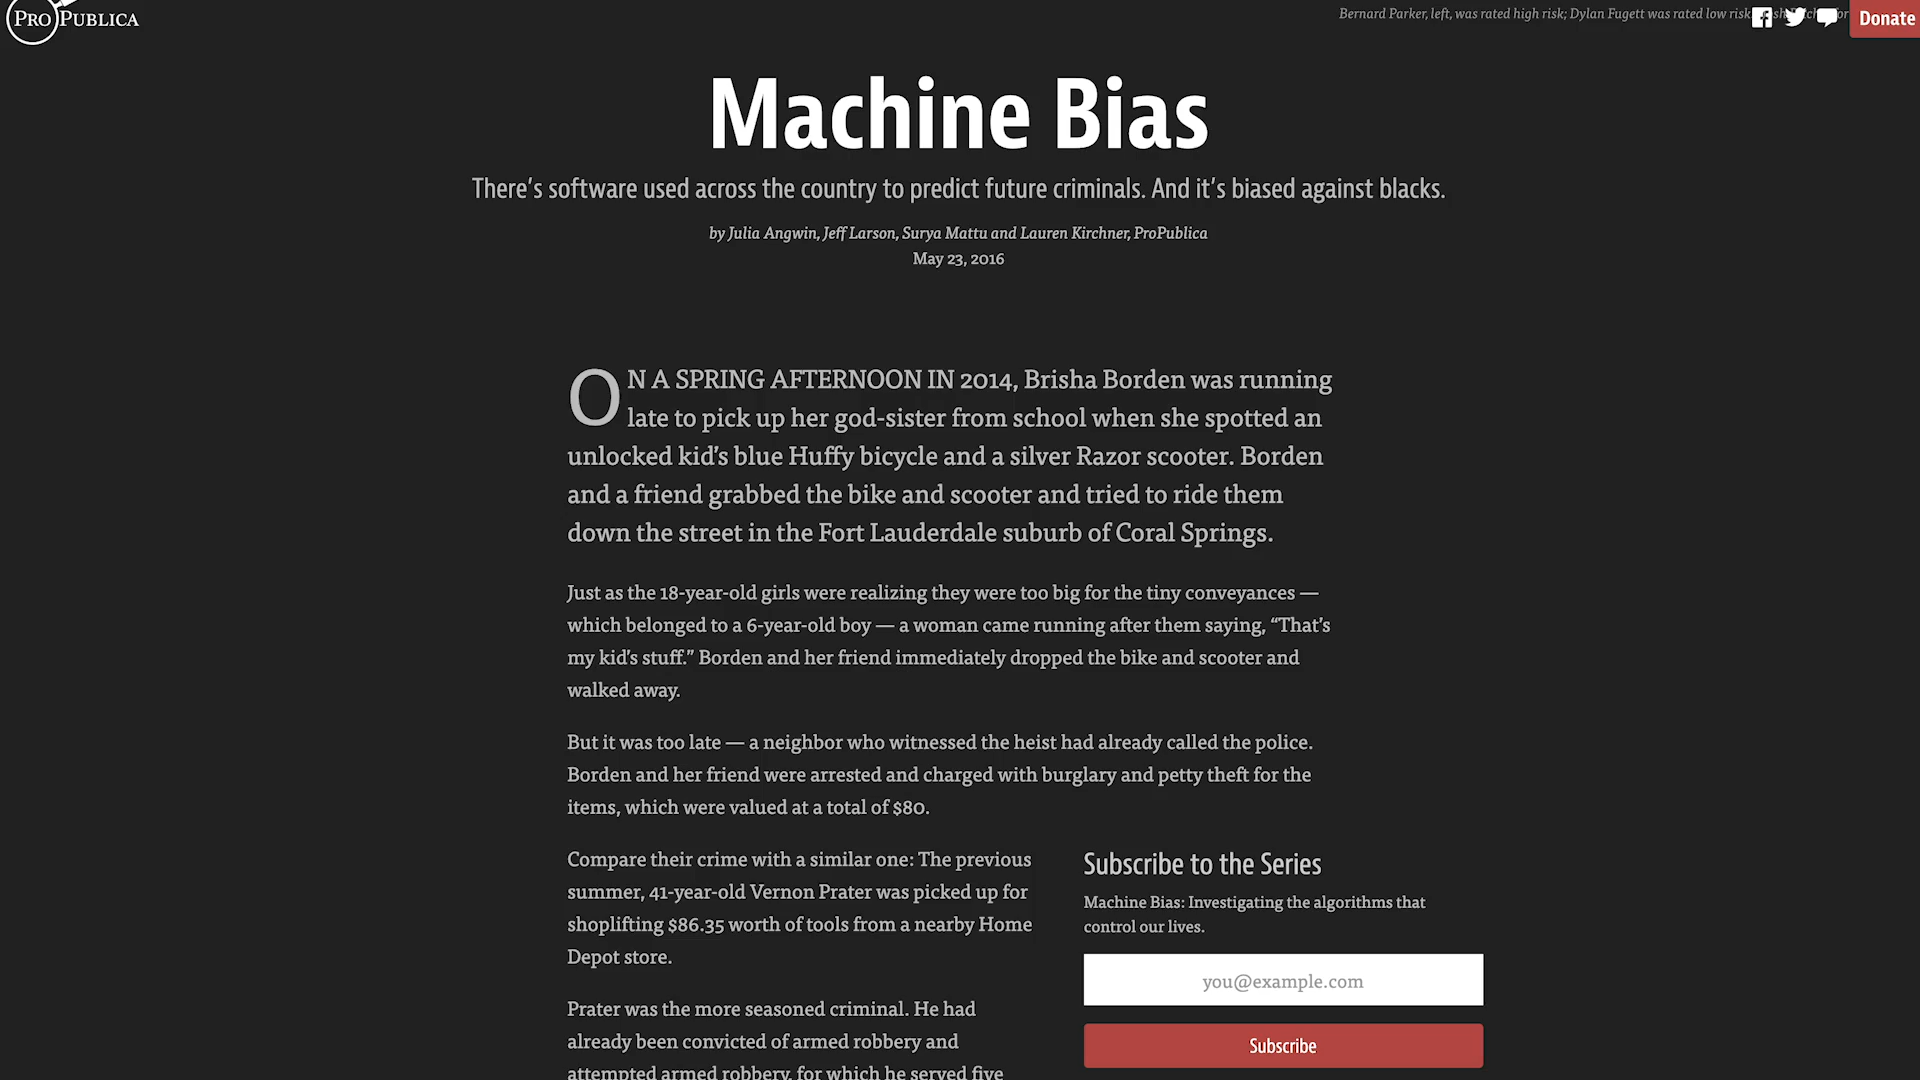 PRO PUBLICA
Bernard Parker, left, was rated high risk; Dylan Fugett was rated low risk
Donate
Machine Bias
There’s software used across the country to predict future criminals. And it’s biased against blacks.
by Julia Angwin, Jeff Larson, Surya Mattu and Lauren Kirchner, ProPublica
May 23, 2016
ON A SPRING AFTERNOON IN 2014, Brisha Borden was running
late to pick up her god-sister from school when she spotted an
unlocked kid’s blue Huffy bicycle and a silver Razor scooter. Borden
and a friend grabbed the bike and scooter and tried to ride them
down the street in the Fort Lauderdale suburb of Coral Springs.
Just as the 18-year-old girls were realizing they were too big for the tiny conveyances —
which belonged to a 6-year-old boy — a woman came running after them saying, “That’s
my kid’s stuff.” Borden and her friend immediately dropped the bike and scooter and
walked away.
But it was too late — a neighbor who witnessed the heist had already called the police.
Borden and her friend were arrested and charged with burglary and petty theft for the
items, which were valued at a total of $80.
Compare their crime with a similar one: The previous
summer, 41-year-old Vernon Prater was picked up for
shoplifting $86.35 worth of tools from a nearby Home
Depot store.
Prater was the more seasoned criminal. He had
already been convicted of armed robbery and
attempted armed robbery, for which he served five
Subscribe to the Series
Machine Bias: Investigating the algorithms that
control our lives.
you@example.com
Subscribe